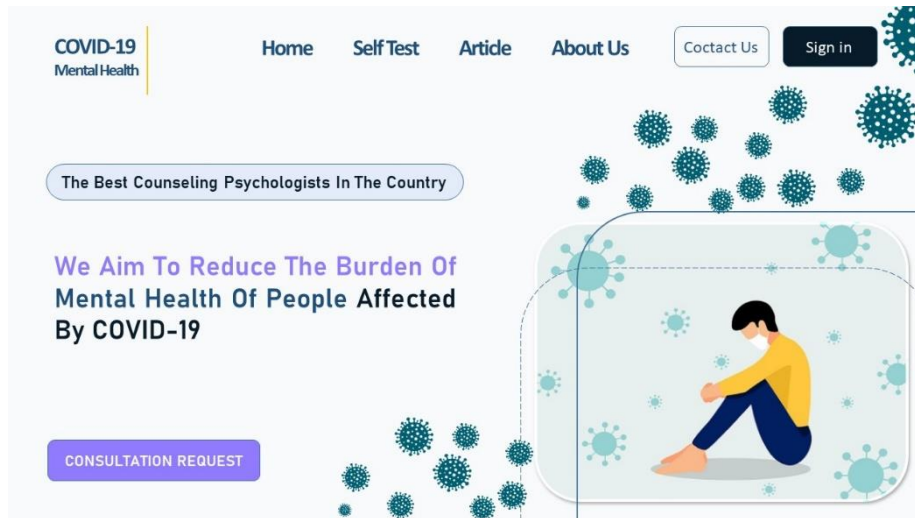 COVID-19
Mental Health
Home
Self Test
Article
About Us
Coctact Us
Sign in
The Best Counseling Psychologists In The Country
We Aim To Reduce The Burden Of
Mental Health Of People Affected
By COVID-19
CONSULTATION REQUEST